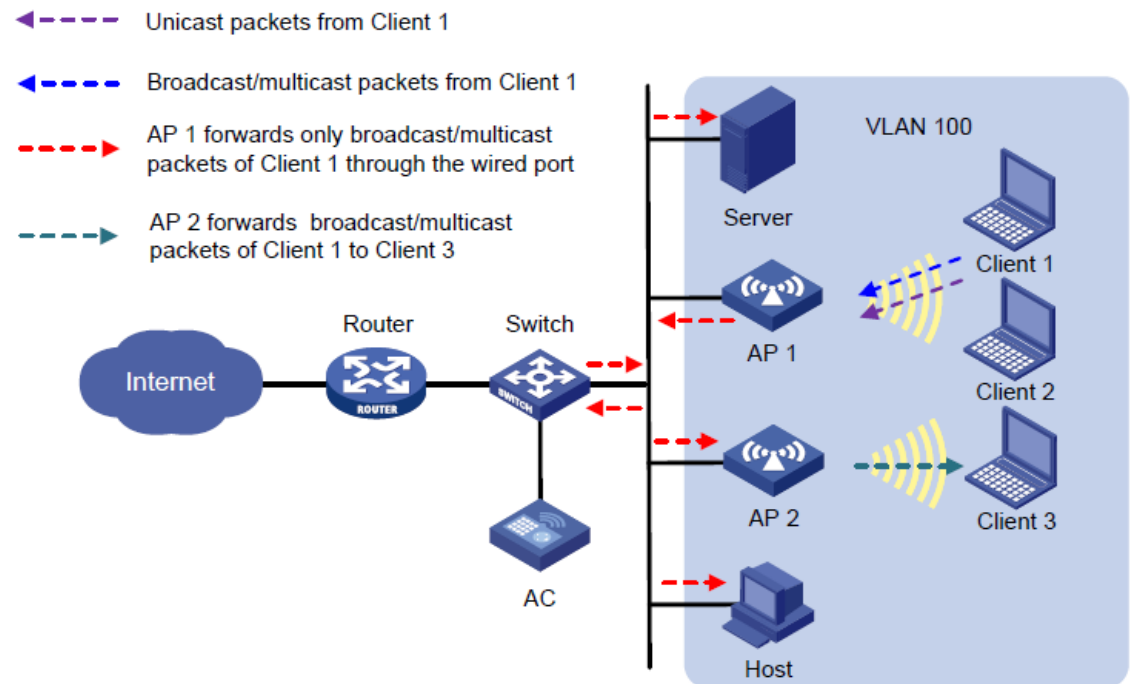 Unicast packets from Client 1
Broadcast/multicast packets from Client 1
AP 1 forwards only broadcast/multicast
packets of Client 1 through the wired port
AP 2 forwards  broadcast/multicast
packets of Client 1 to Client 3
VLAN 100
Server
Client 1
AP 1
Client 2
Router
Switch
Internet
ROUTER
SWITCH
AP 2
Client 3
AC
Host